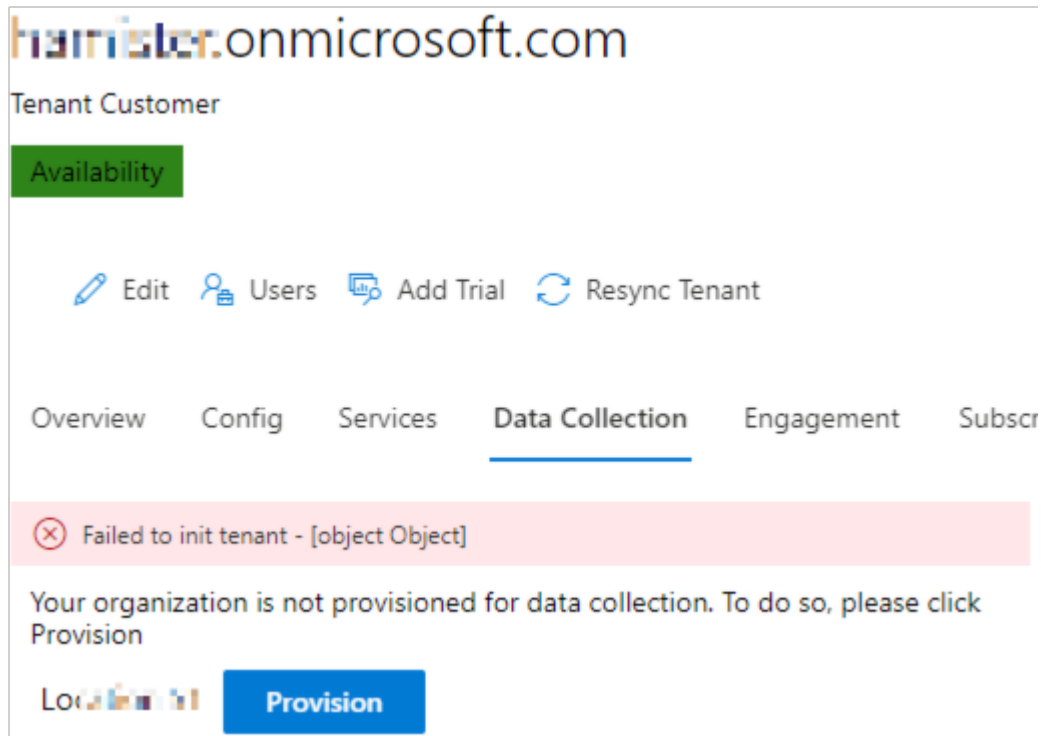 .onmicrosoft.com
Tenant Customer
Availability
Edit Users Add Trial Resync Tenant
Overview Config Services Data Collection Engagement Subscr
Failed to init tenant - [object Object]
Your organization is not provisioned for data collection. To do so, please click
Provision
Provision